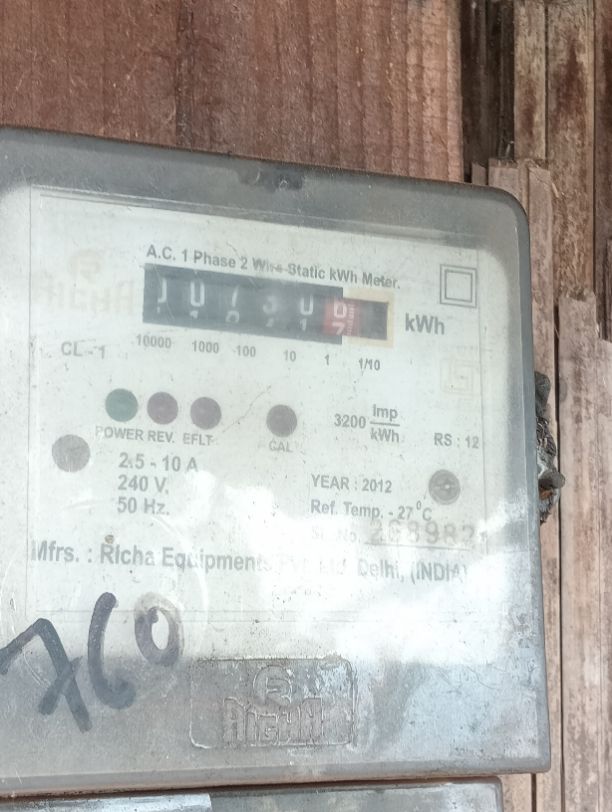 A.C. 1 Phase 2 Wire Static kWh Meter.
kWh
CL-1
10000 1000 100 10 1 1/10
3200 Imp/kWh
POWER REV. EFLT CAL
RS : 12
2.5 - 10 A
240 V.
50 Hz.
YEAR : 2012
Ref. Temp. - 27°C
Mfrs. : Richa Equipments Delhi, (INDIA)
760